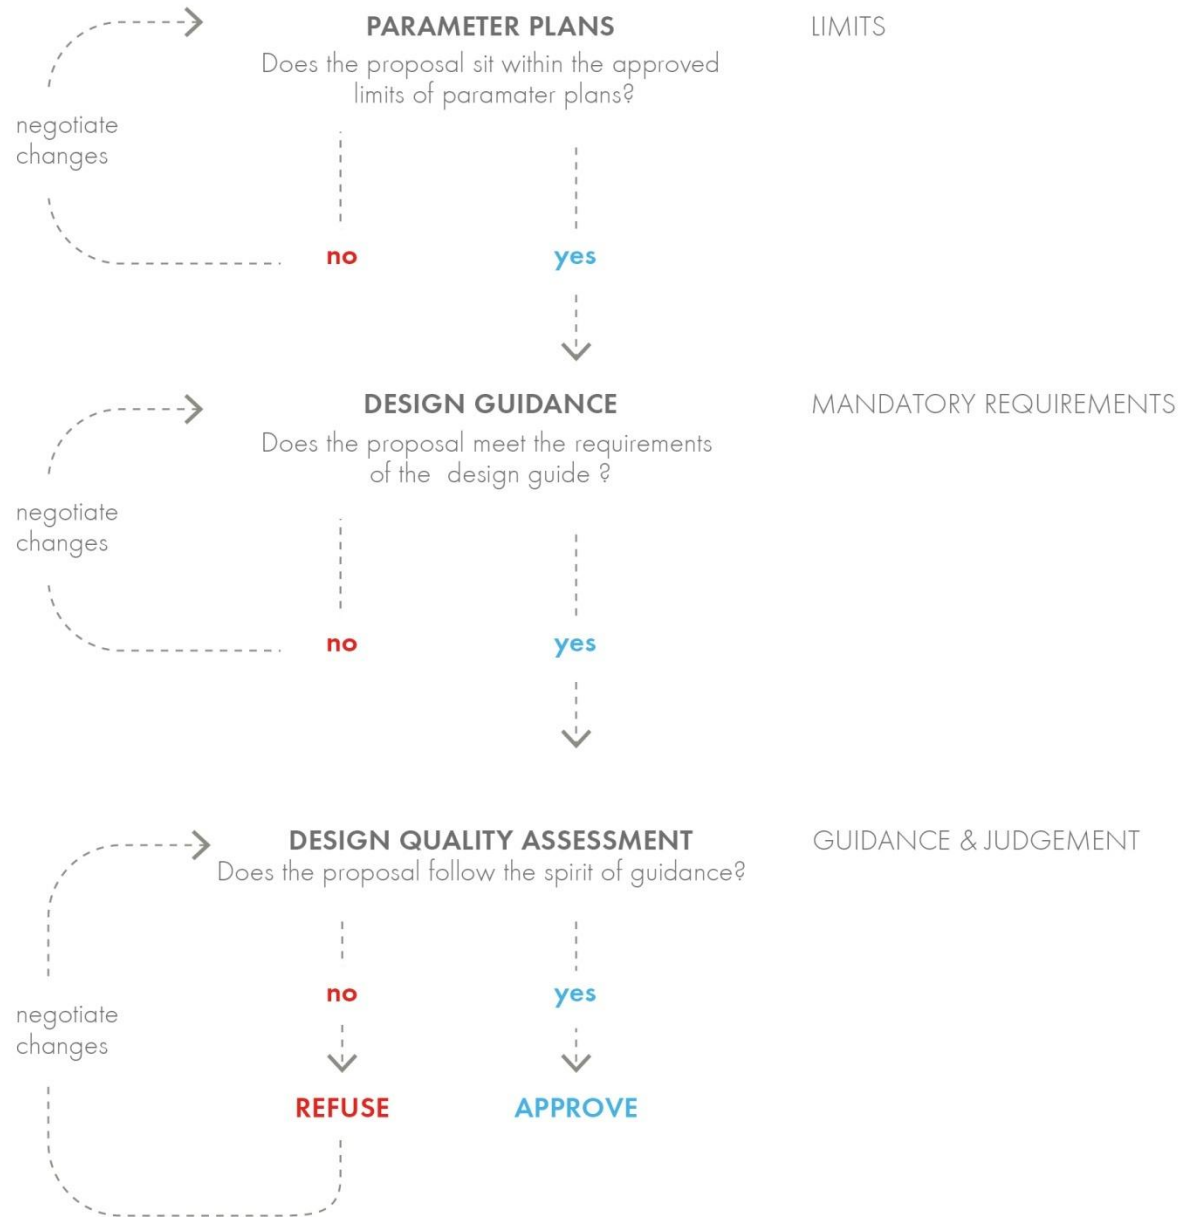 PARAMETER PLANS
LIMITS
Does the proposal sit within the approved
limits of paramater plans?
negotiate
changes
no
yes
DESIGN GUIDANCE
MANDATORY REQUIREMENTS
Does the proposal meet the requirements
of the design guide ?
negotiate
changes
no
yes
DESIGN QUALITY ASSESSMENT
GUIDANCE & JUDGEMENT
Does the proposal follow the spirit of guidance?
no
yes
negotiate
changes
REFUSE
APPROVE